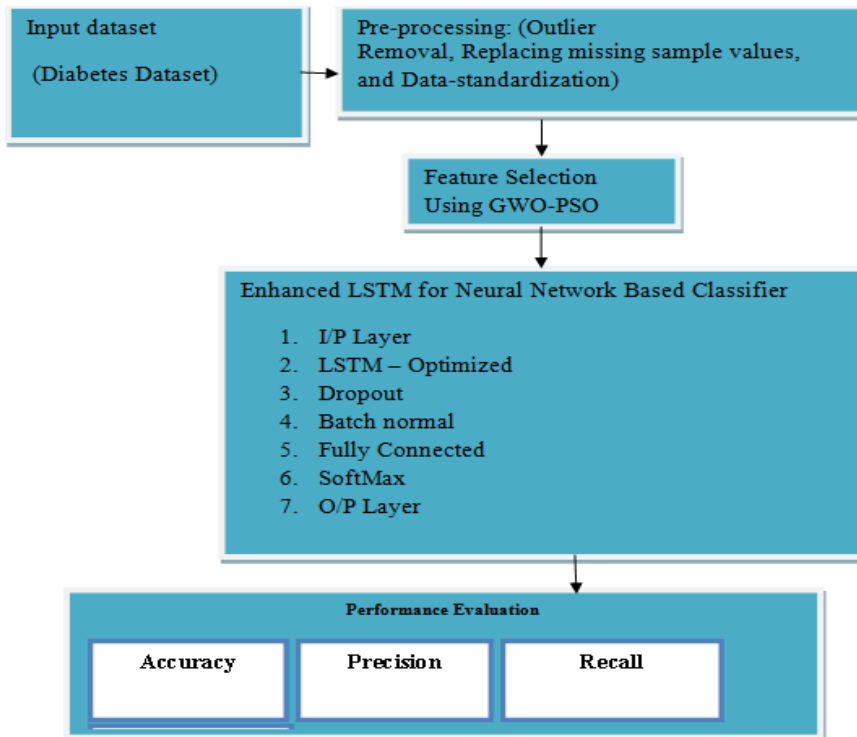 Input dataset
(Diabetes Dataset)
Pre-processing: (Outlier
Removal, Replacing missing sample values,
and Data-standardization)
Feature Selection
Using GWO-PSO
Enhanced LSTM for Neural Network Based Classifier
1. I/P Layer
2. LSTM – Optimized
3. Dropout
4. Batch normal
5. Fully Connected
6. SoftMax
7. O/P Layer
Performance Evaluation
Accuracy
Precision
Recall